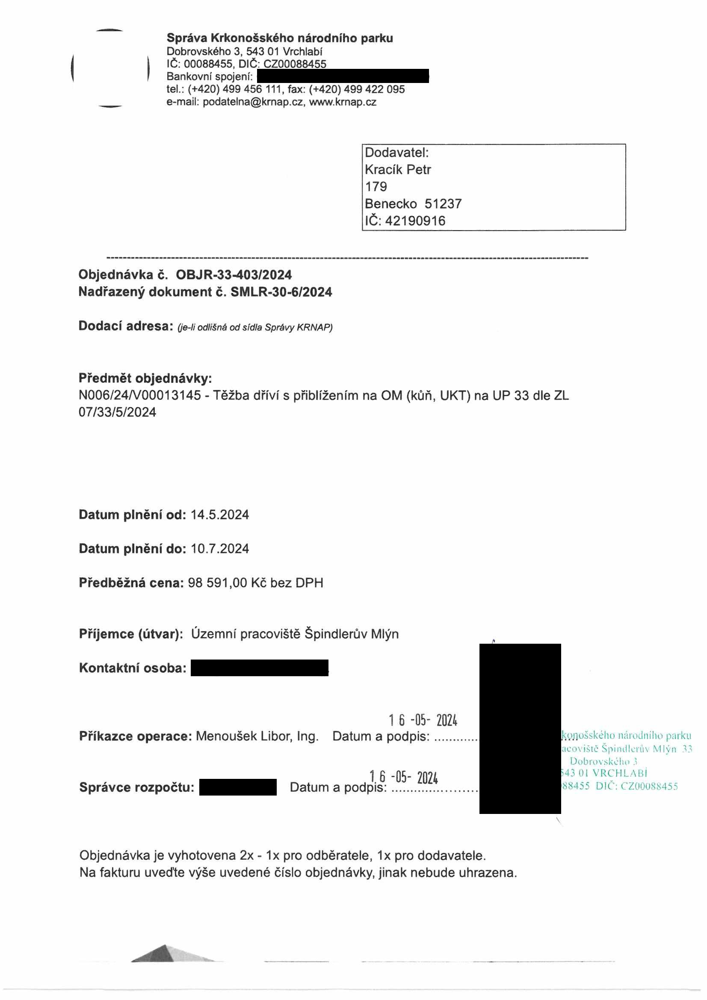 Správa Krkonošského národního parku
Dobrovského 3, 543 01 Vrchlabí
IČ: 00088455, DIČ: CZ00088455
Bankovní spojení:
tel.: (+420) 499 456 111, fax: (+420) 499 422 095
e-mail: podatelna@krnap.cz, www.krnap.cz
Dodavatel:
Kracík Petr
179
Benecko 51237
IČ: 42190916
Objednávka č. OBJR-33-403/2024
Nadřazený dokument č. SMLR-30-6/2024
Dodací adresa: (je-li odlišná od sídla Správy KRNAP)
Předmět objednávky:
N006/24/V00013145 - Těžba dříví s přiblížením na OM (kůň, UKT) na UP 33 dle ZL
07/33/5/2024
Datum plnění od: 14.5.2024
Datum plnění do: 10.7.2024
Předběžná cena: 98 591,00 Kč bez DPH
Příjemce (útvar): Územní pracoviště Špindlerův Mlýn
Kontaktní osoba:
16 -05- 2024
Příkazce operace: Menoušek Libor, Ing. Datum a podpis: ............
konošského národního parku
acoviště Špindlerův Mlýn 33
Dobrovského 3
543 01 VRCHLABÍ
88455 DIČ: CZ00088455
16 -05- 2024
Správce rozpočtu: Datum a podpis: ......................
Objednávka je vyhotovena 2x - 1x pro odběratele, 1x pro dodavatele.
Na fakturu uveďte výše uvedené číslo objednávky, jinak nebude uhrazena.